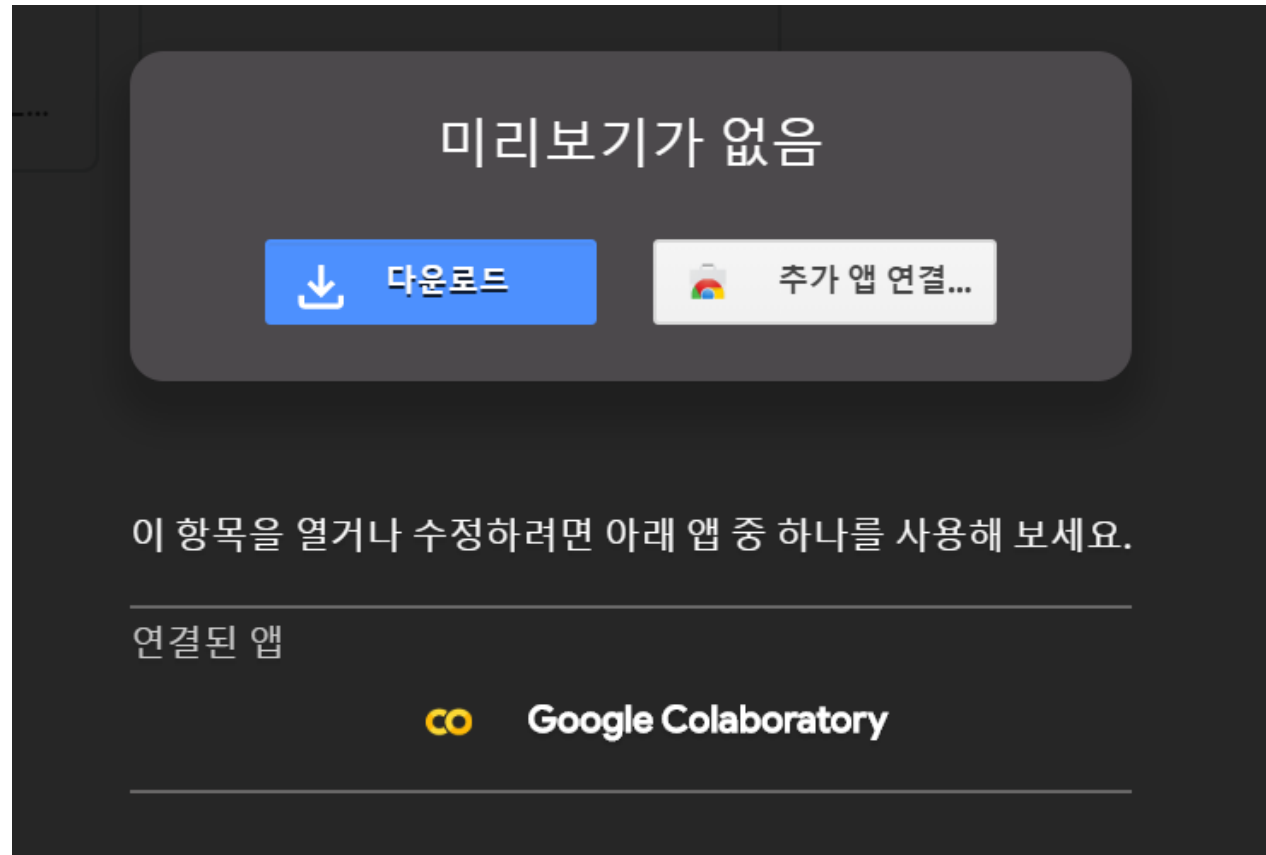 미리보기가 없음
다운로드
추가 앱 연결...
이 항목을 열거나 수정하려면 아래 앱 중 하나를 사용해 보세요.
연결된 앱
CO Google Colaboratory